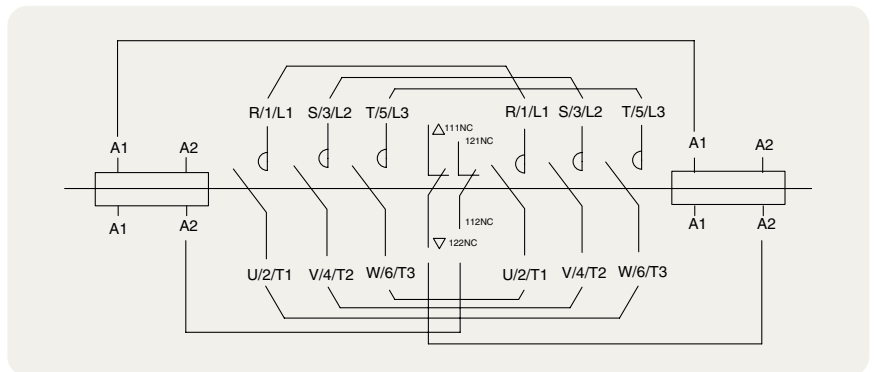 R/1/L1 S/3/L2 T/5/L3 R/1/L1 S/3/L2 T/5/L3
△111NC
121NC
A1 A2 A1 A2
A1 A2 A1 A2
112NC
▽ 122NC
U/2/T1 V/4/T2 W/6/T3 U/2/T1 V/4/T2 W/6/T3